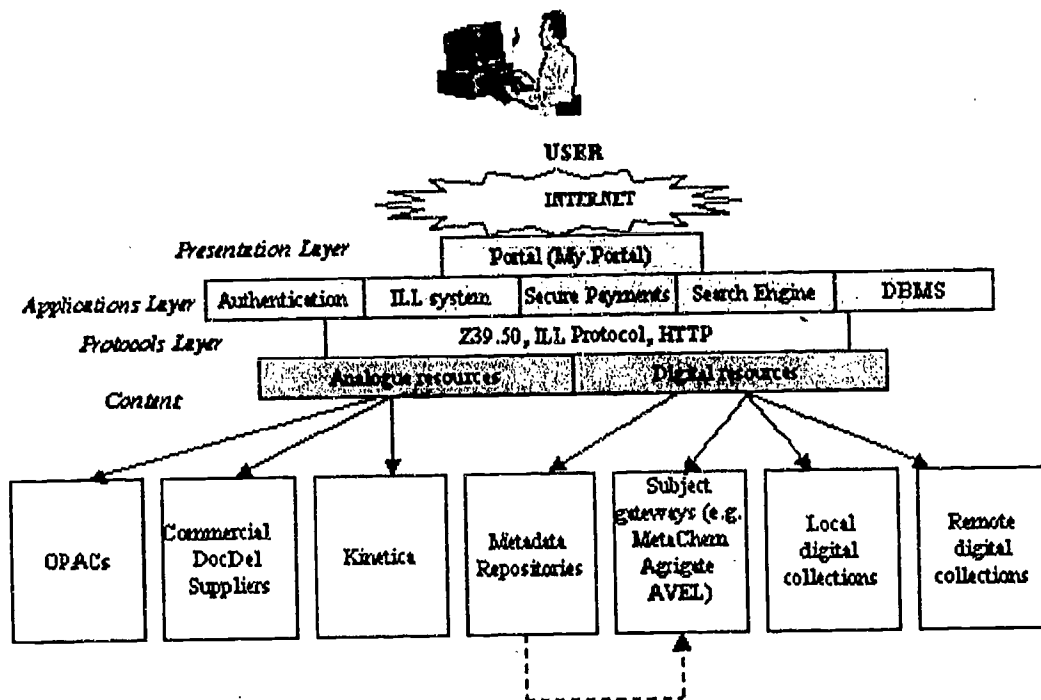 USER
INTERNET
Presentation Layer
Portal (My.Portal)
Applications Layer
Authentication
ILL system
Secure Payments
Search Engine
DBMS
Protocols Layer
Z39.50, ILL Protocol, HTTP
Analogue resources
Digital resources
Content
OPACs
Commercial
DocDel
Suppliers
Kinetica
Metadata
Repositories
Subject
gateways (e.g.
MetaChem
Agrigate
AVEL)
Local
digital
collections
Remote
digital
collections